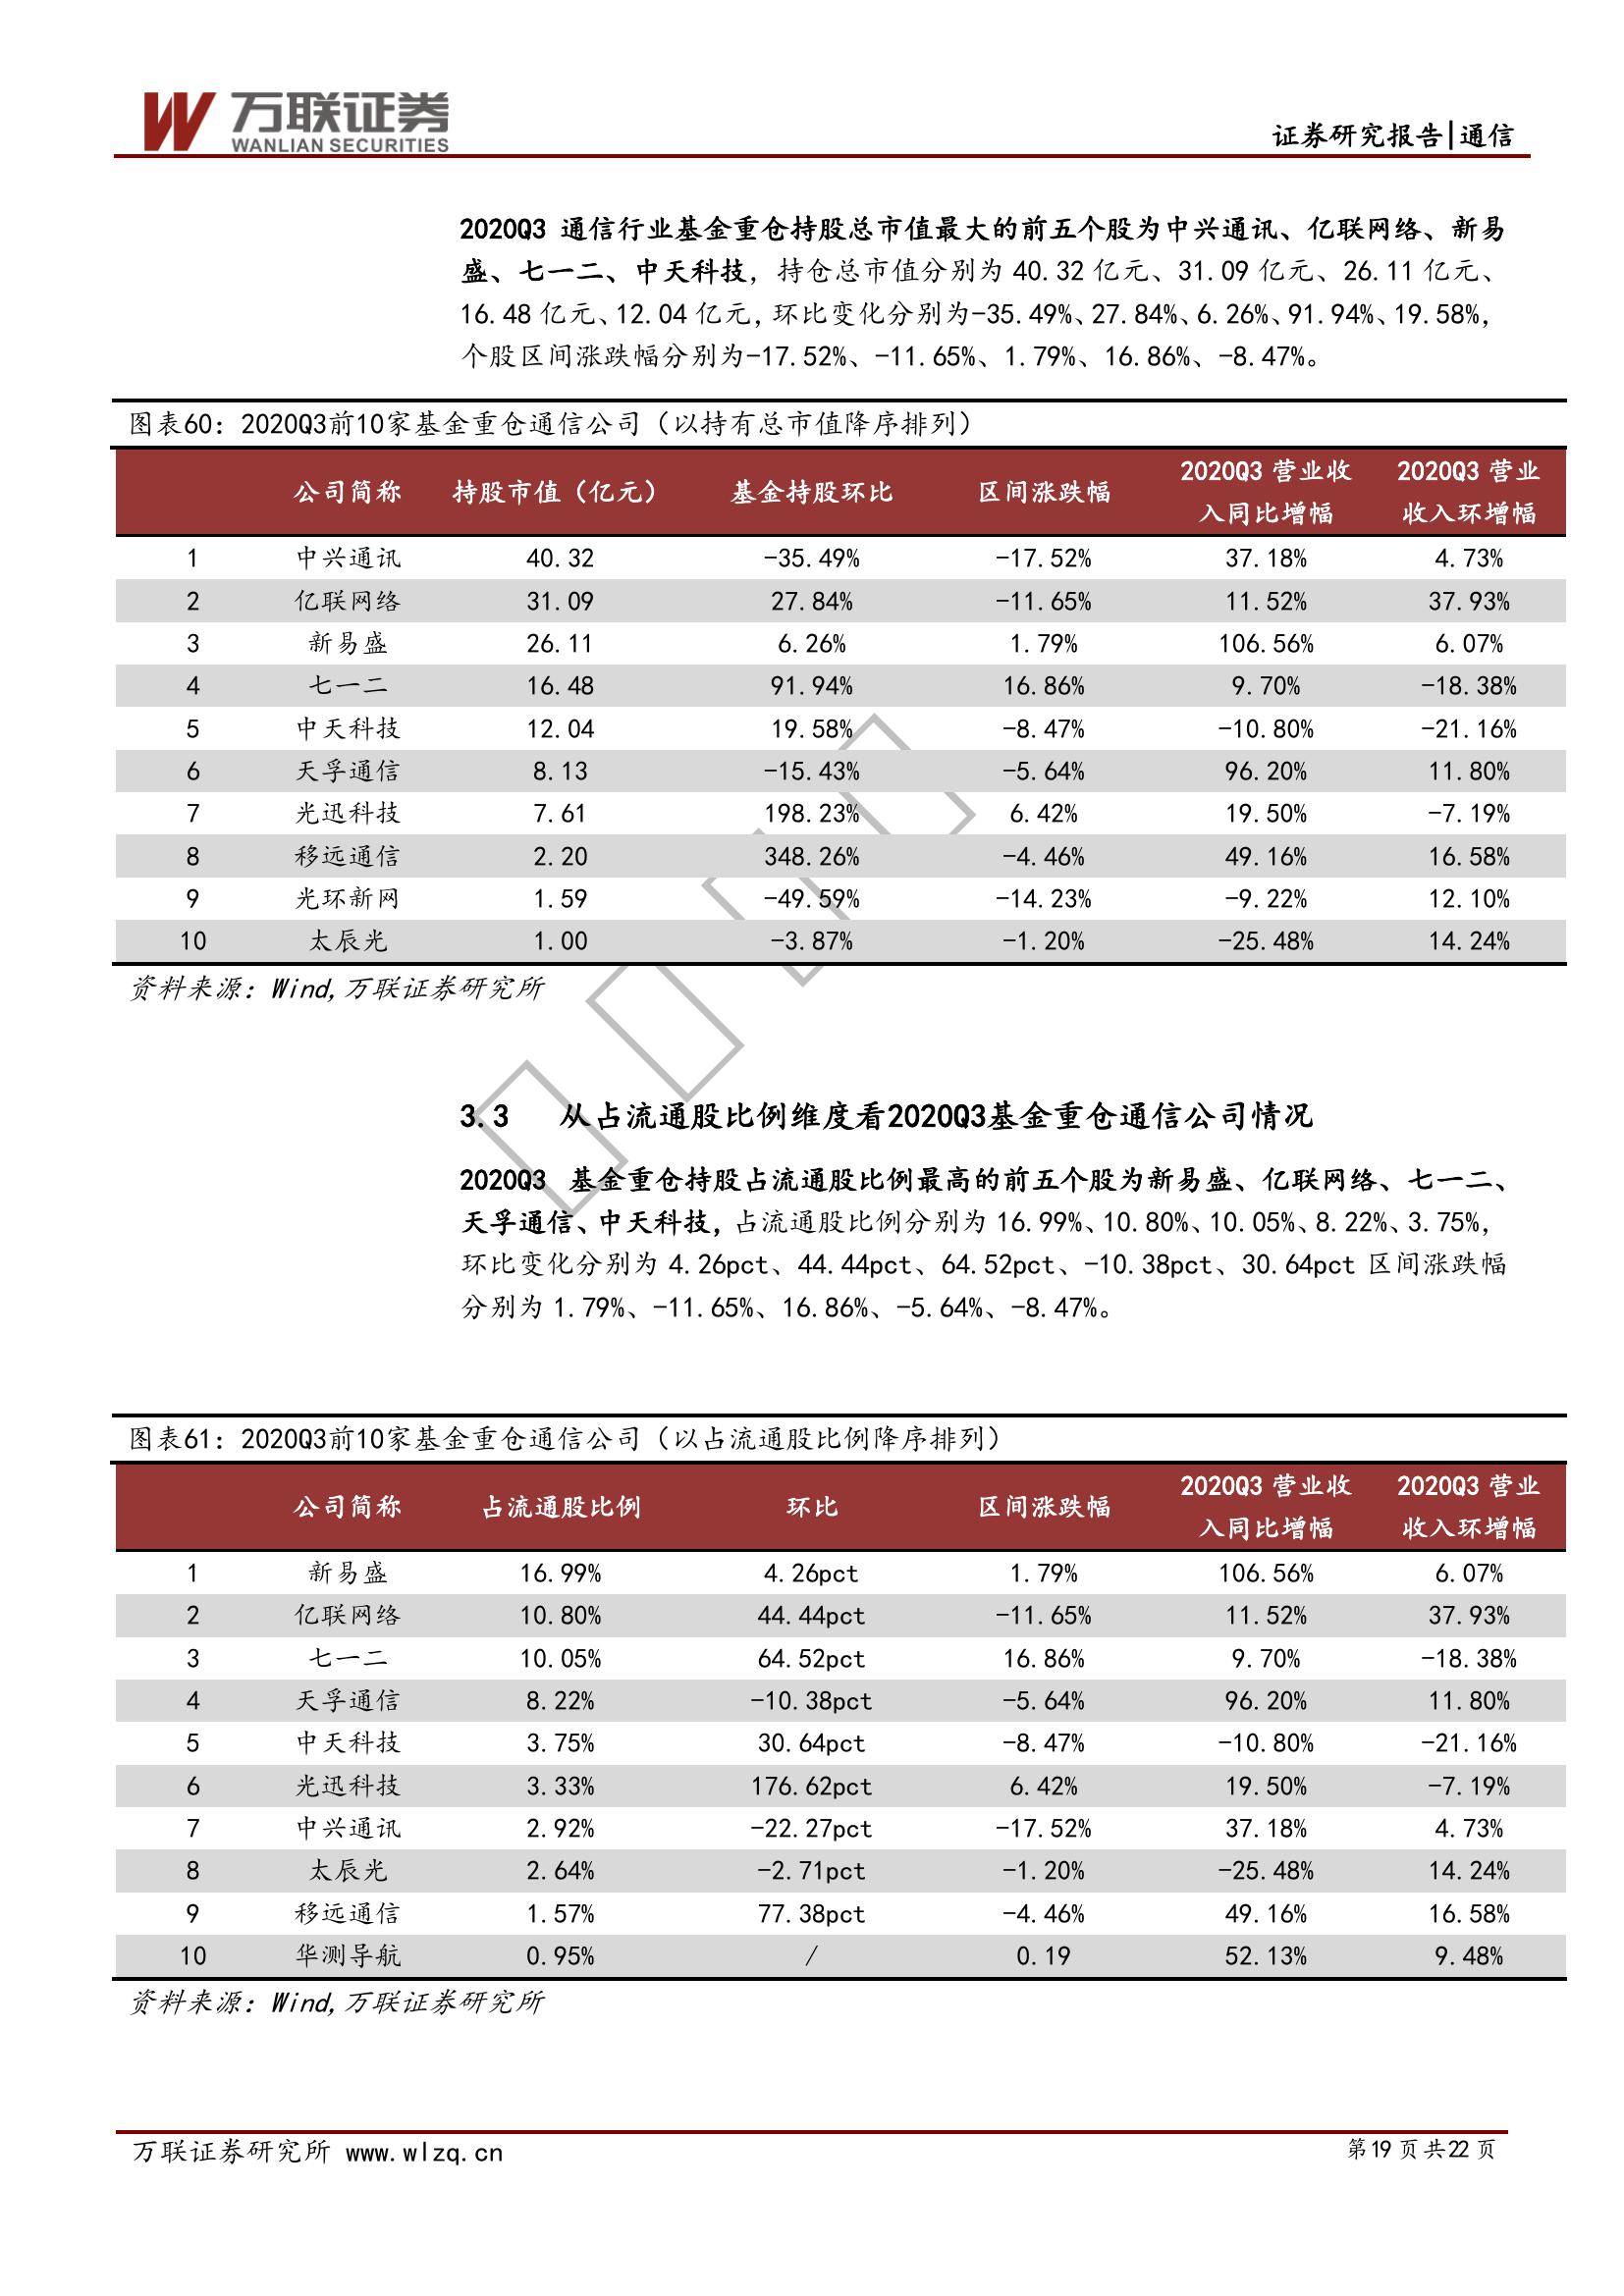 万联证券
WANLIAN SECURITIES
证券研究报告|通信
2020Q3 通信行业基金重仓持股总市值最大的前五个股为中兴通讯、亿联网络、新易
盛、七一二、中天科技，持仓总市值分别为 40.32 亿元、31.09 亿元、26.11 亿元、
16.48 亿元、12.04 亿元，环比变化分别为-35.49%、27.84%、6.26%、91.94%、19.58%，
个股区间涨跌幅分别为-17.52%、-11.65%、1.79%、16.86%、-8.47%。
图表60：2020Q3前10家基金重仓通信公司（以持有总市值降序排列）
公司简称 持股市值（亿元） 基金持股环比 区间涨跌幅 2020Q3 营业收入同比增幅 2020Q3 营业收入环增幅
1 中兴通讯 40.32 -35.49% -17.52% 37.18% 4.73%
2 亿联网络 31.09 27.84% -11.65% 11.52% 37.93%
3 新易盛 26.11 6.26% 1.79% 106.56% 6.07%
4 七一二 16.48 91.94% 16.86% 9.70% -18.38%
5 中天科技 12.04 19.58% -8.47% -10.80% -21.16%
6 天孚通信 8.13 -15.43% -5.64% 96.20% 11.80%
7 光迅科技 7.61 198.23% 6.42% 19.50% -7.19%
8 移远通信 2.20 348.26% -4.46% 49.16% 16.58%
9 光环新网 1.59 -49.59% -14.23% -9.22% 12.10%
10 太辰光 1.00 -3.87% -1.20% -25.48% 14.24%
资料来源：Wind,万联证券研究所
3.3 从占流通股比例维度看2020Q3基金重仓通信公司情况
2020Q3 基金重仓持股占流通股比例最高的前五个股为新易盛、亿联网络、七一二、
天孚通信、中天科技，占流通股比例分别为 16.99%、10.80%、10.05%、8.22%、3.75%，
环比变化分别为 4.26pct、44.44pct、64.52pct、-10.38pct、30.64pct 区间涨跌幅
分别为 1.79%、-11.65%、16.86%、-5.64%、-8.47%。
图表61：2020Q3前10家基金重仓通信公司（以占流通股比例降序排列）
公司简称 占流通股比例 环比 区间涨跌幅 2020Q3 营业收入同比增幅 2020Q3 营业收入环增幅
1 新易盛 16.99% 4.26pct 1.79% 106.56% 6.07%
2 亿联网络 10.80% 44.44pct -11.65% 11.52% 37.93%
3 七一二 10.05% 64.52pct 16.86% 9.70% -18.38%
4 天孚通信 8.22% -10.38pct -5.64% 96.20% 11.80%
5 中天科技 3.75% 30.64pct -8.47% -10.80% -21.16%
6 光迅科技 3.33% 176.62pct 6.42% 19.50% -7.19%
7 中兴通讯 2.92% -22.27pct -17.52% 37.18% 4.73%
8 太辰光 2.64% -2.71pct -1.20% -25.48% 14.24%
9 移远通信 1.57% 77.38pct -4.46% 49.16% 16.58%
10 华测导航 0.95% / 0.19 52.13% 9.48%
资料来源：Wind,万联证券研究所
万联证券研究所 www.wlzq.cn
第19 页共22 页